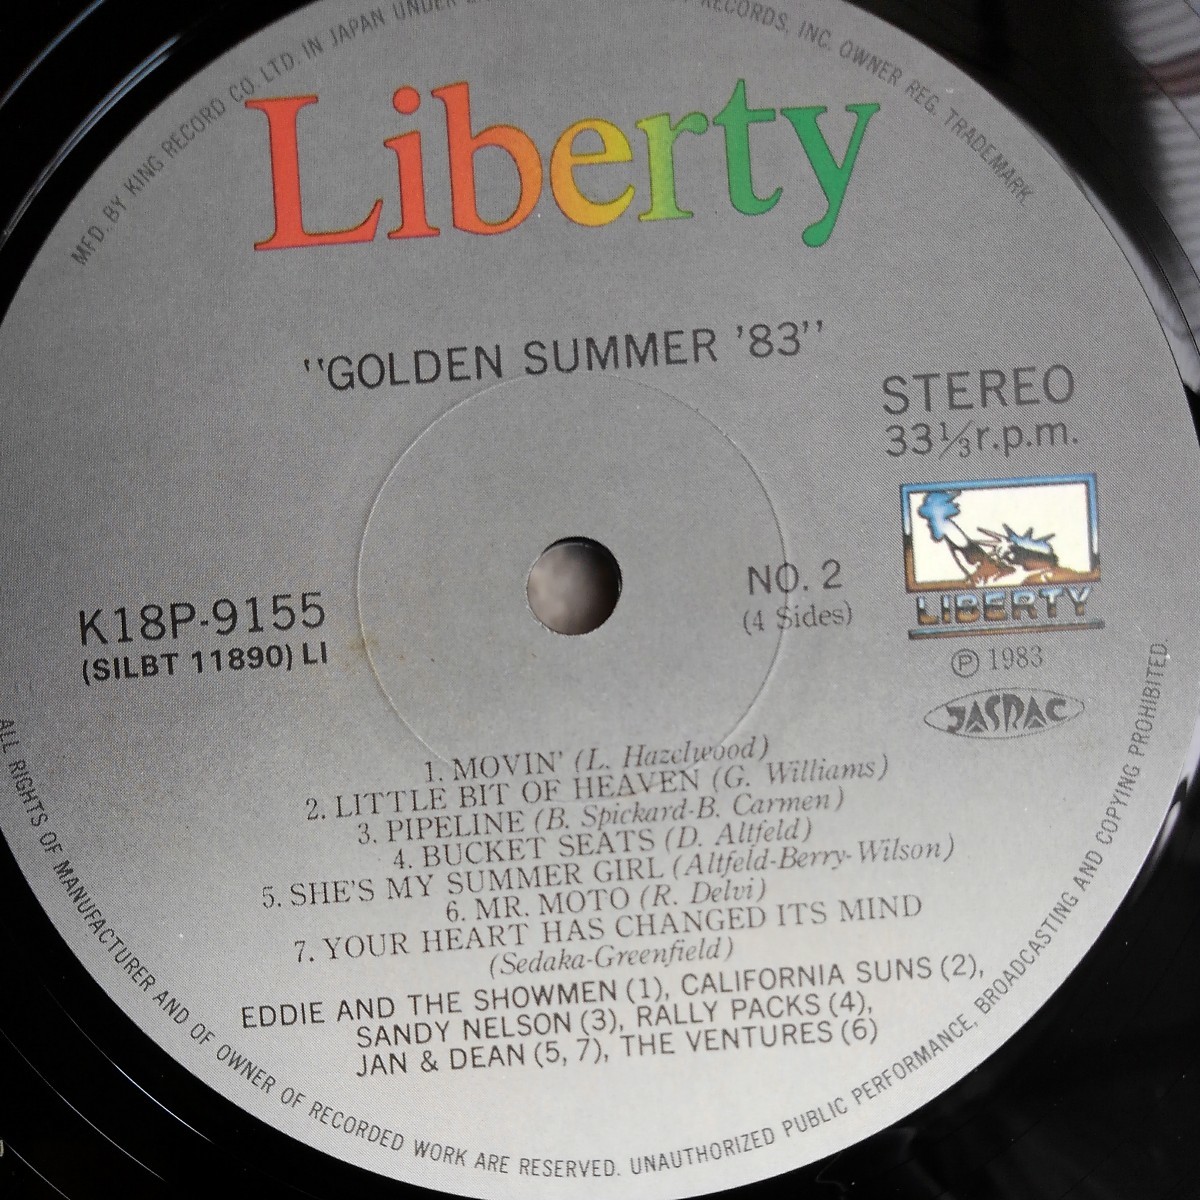 MFD. BY KING RECORD CO. LTD. IN JAPAN UNDER RECORDS, INC. OWNER REG. TRADEMARK.
Liberty
"GOLDEN SUMMER '83"
STEREO
33⅓ r.p.m.
NO. 2
(4 Sides)
K18P-9155
(SILBT 11890) LI
LIBERTY
Ⓟ 1983
JASRAC
1. MOVIN' (L. Hazelwood)
2. LITTLE BIT OF HEAVEN (G. Williams)
3. PIPELINE (B. Spickard-B. Carmen)
4. BUCKET SEATS (D. Altfeld)
5. SHE'S MY SUMMER GIRL (Altfeld-Berry-Wilson)
6. MR. MOTO (R. Delvi)
7. YOUR HEART HAS CHANGED ITS MIND
(Sedaka-Greenfield)
EDDIE AND THE SHOWMEN (1), CALIFORNIA SUNS (2),
SANDY NELSON (3), RALLY PACKS (4),
JAN & DEAN (5, 7), THE VENTURES (6)
ALL RIGHTS OF MANUFACTURER AND OF OWNER OF RECORDED WORK ARE RESERVED. UNAUTHORIZED PUBLIC PERFORMANCE, BROADCASTING AND COPYING PROHIBITED.